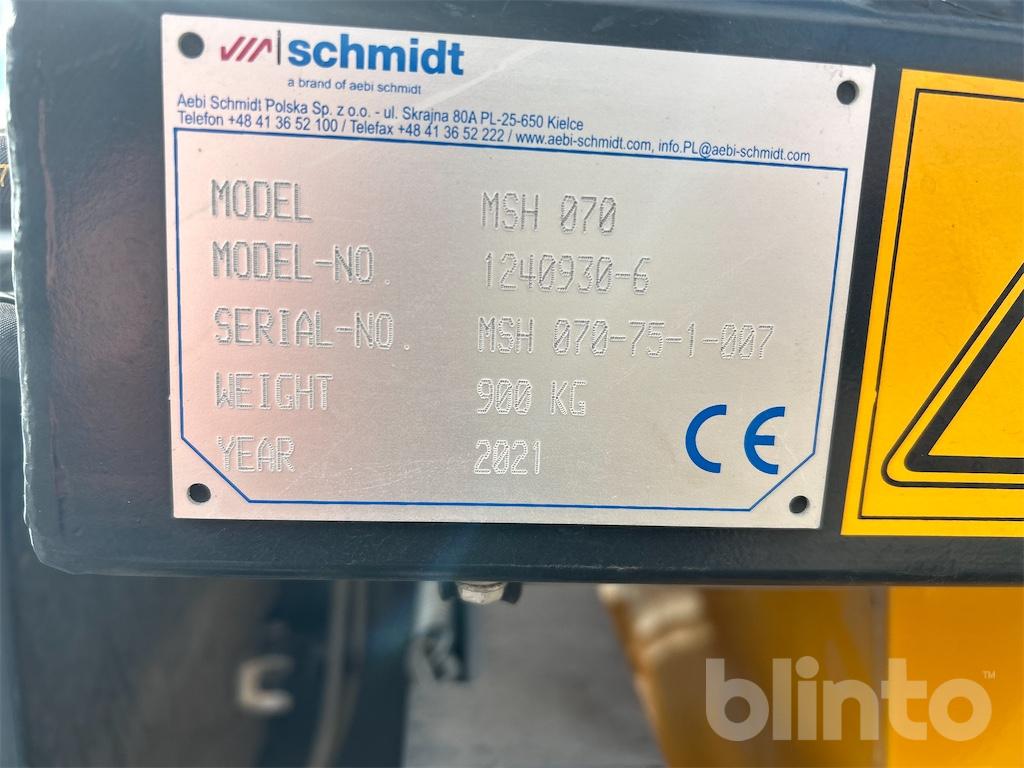 schmidt
a brand of aebi schmidt
Aebi Schmidt Polska Sp. z o.o. - ul. Skrajna 80A PL-25-650 Kielce
Telefon +48 41 36 52 100 / Telefax +48 41 36 52 222 / www.aebi-schmidt.com, info.PL@aebi-schmidt.com
MODEL MSH 070
MODEL-NO. 1240930-6
SERIAL-NO. MSH 070-75-1-007
WEIGHT 900 KG
YEAR 2021
CE
blinto™